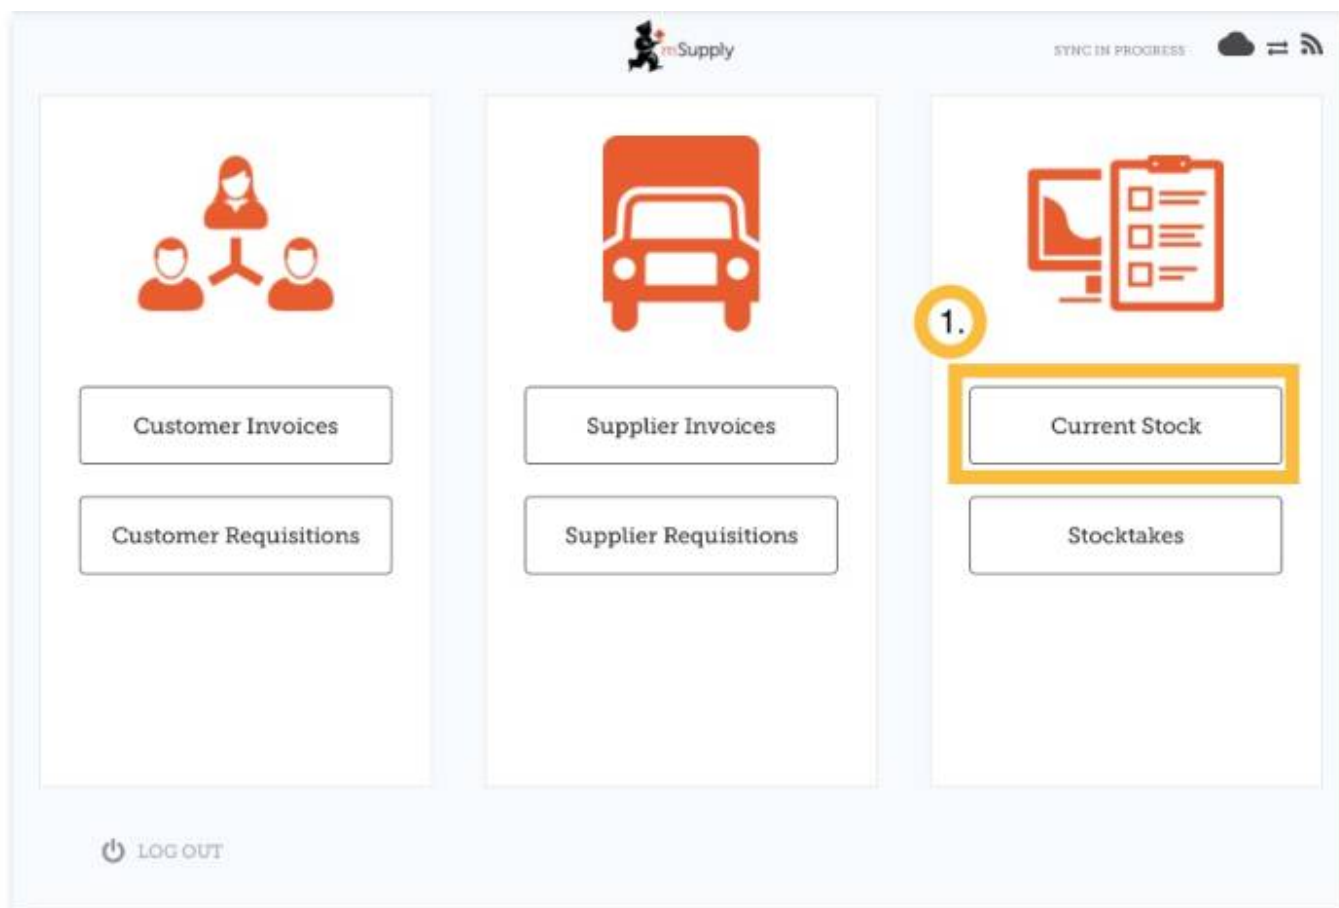 mSupply
SYNC IN PROGRESS
1.
Customer Invoices
Supplier Invoices
Current Stock
Customer Requisitions
Supplier Requisitions
Stocktakes
LOG OUT